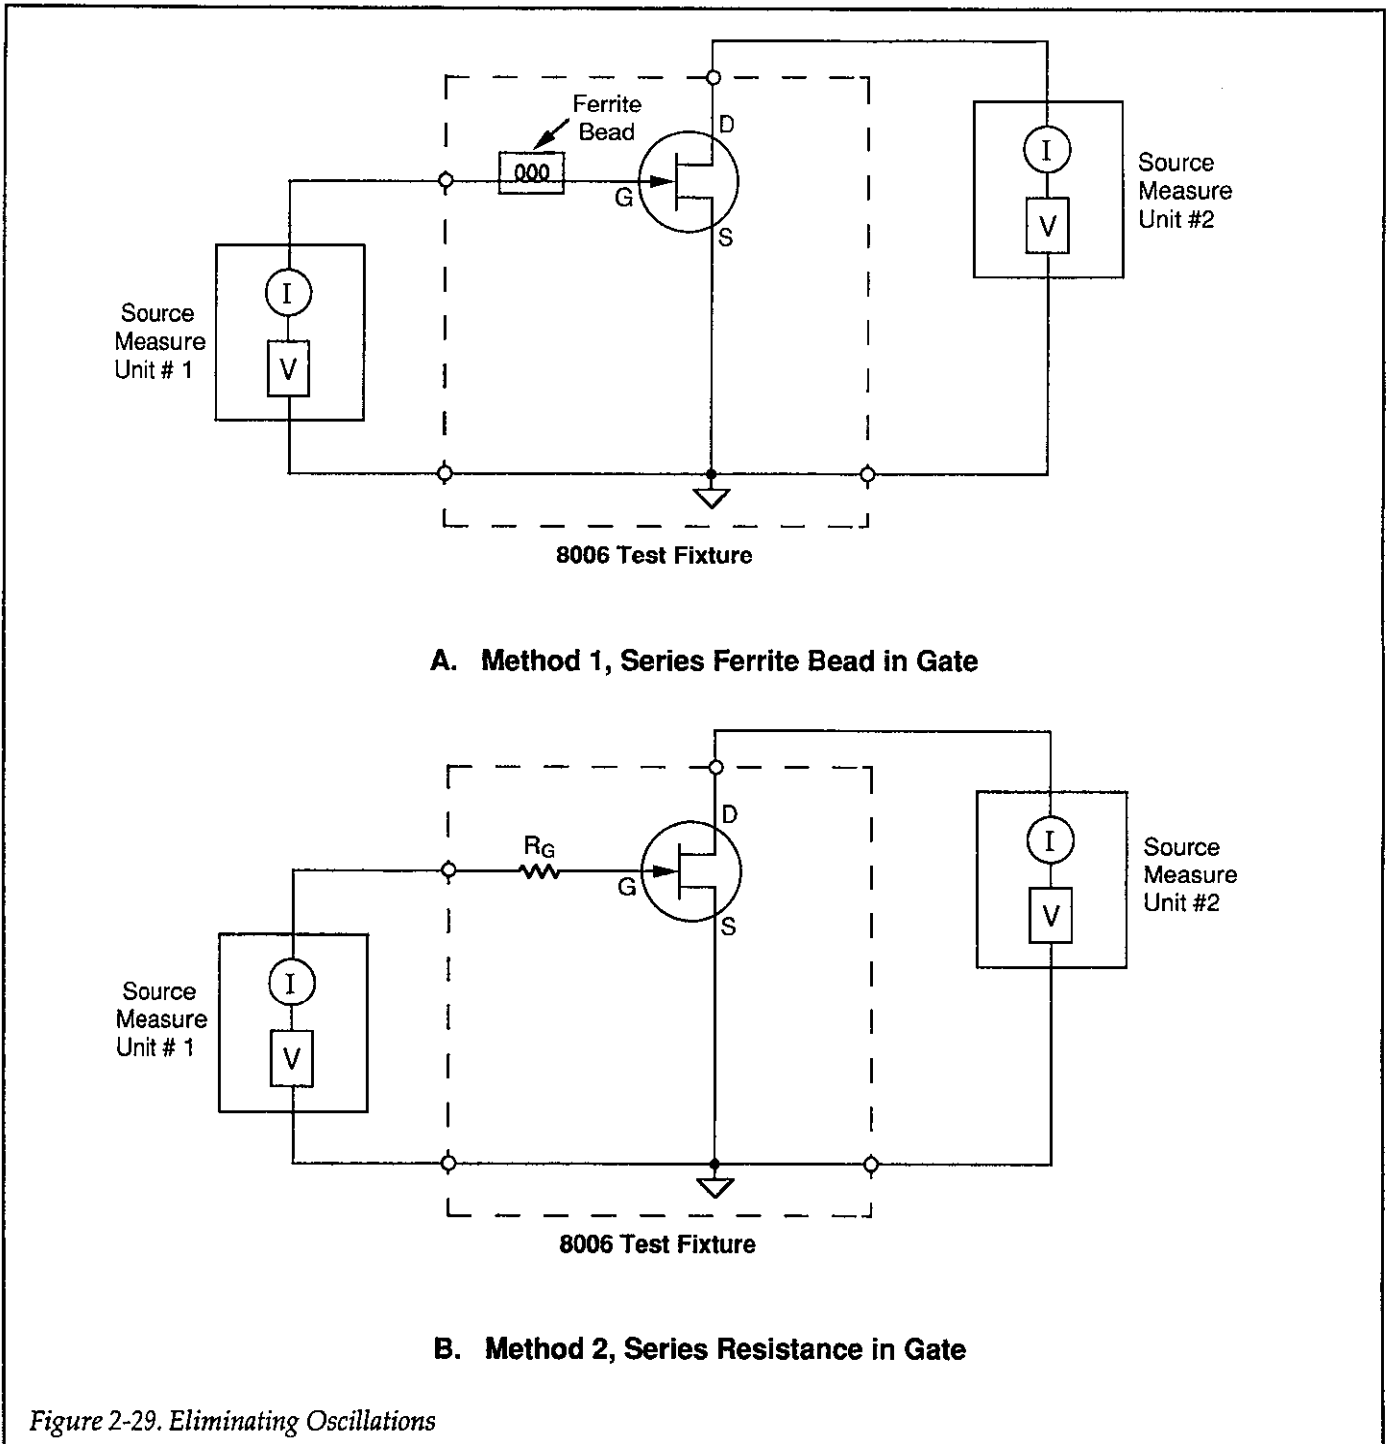 Ferrite
Bead
D
G
S
I
V
Source
Measure
Unit #2
I
V
Source
Measure
Unit # 1
8006 Test Fixture
A. Method 1, Series Ferrite Bead in Gate
D
RG
G
S
I
V
Source
Measure
Unit #2
I
V
Source
Measure
Unit # 1
8006 Test Fixture
B. Method 2, Series Resistance in Gate
Figure 2-29. Eliminating Oscillations